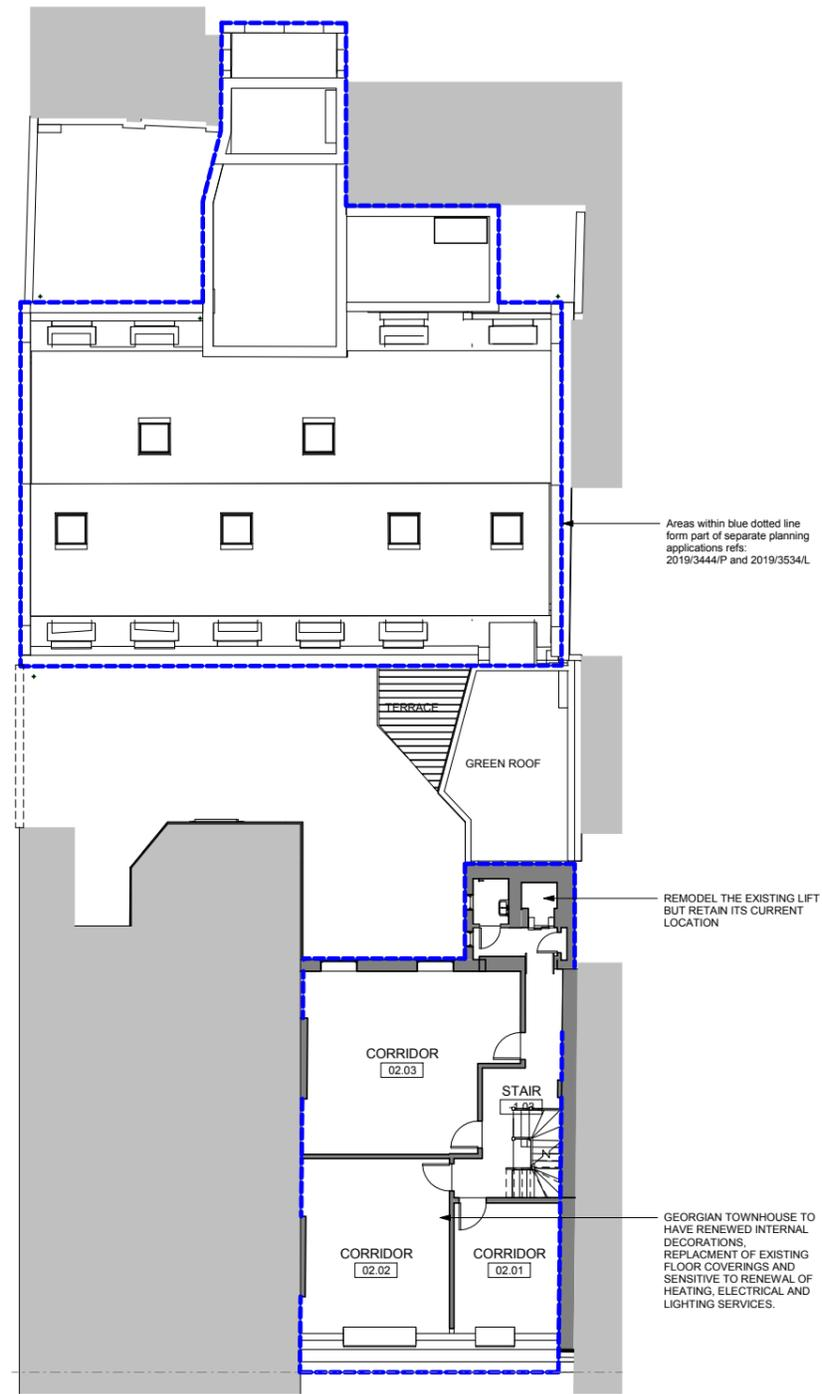 Areas within blue dotted line
form part of separate planning
applications refs:
2019/3444/P and 2019/3534/L
TERRACE
GREEN ROOF
REMODEL THE EXISTING LIFT
BUT RETAIN ITS CURRENT
LOCATION
CORRIDOR
02.03
STAIR
-1.03
GEORGIAN TOWNHOUSE TO
HAVE RENEWED INTERNAL
DECORATIONS,
REPLACMENT OF EXISTING
FLOOR COVERINGS AND
SENSITIVE TO RENEWAL OF
HEATING, ELECTRICAL AND
LIGHTING SERVICES.
CORRIDOR
02.02
CORRIDOR
02.01